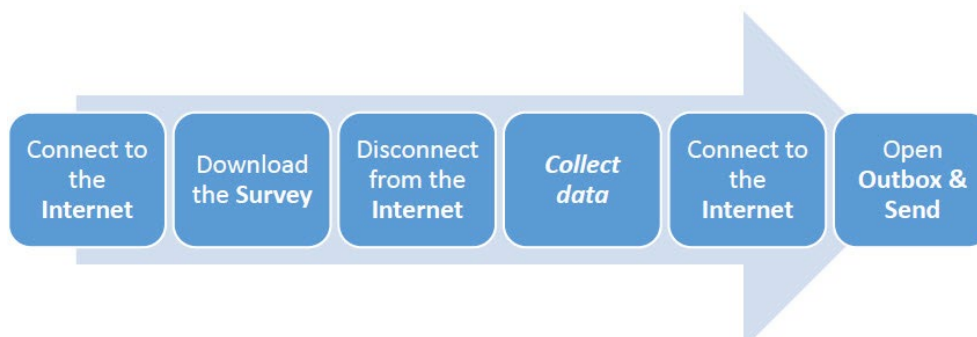 Connect to
the
Internet
Download
the Survey
Disconnect
from the
Internet
Collect
data
Connect to
the
Internet
Open
Outbox &
Send